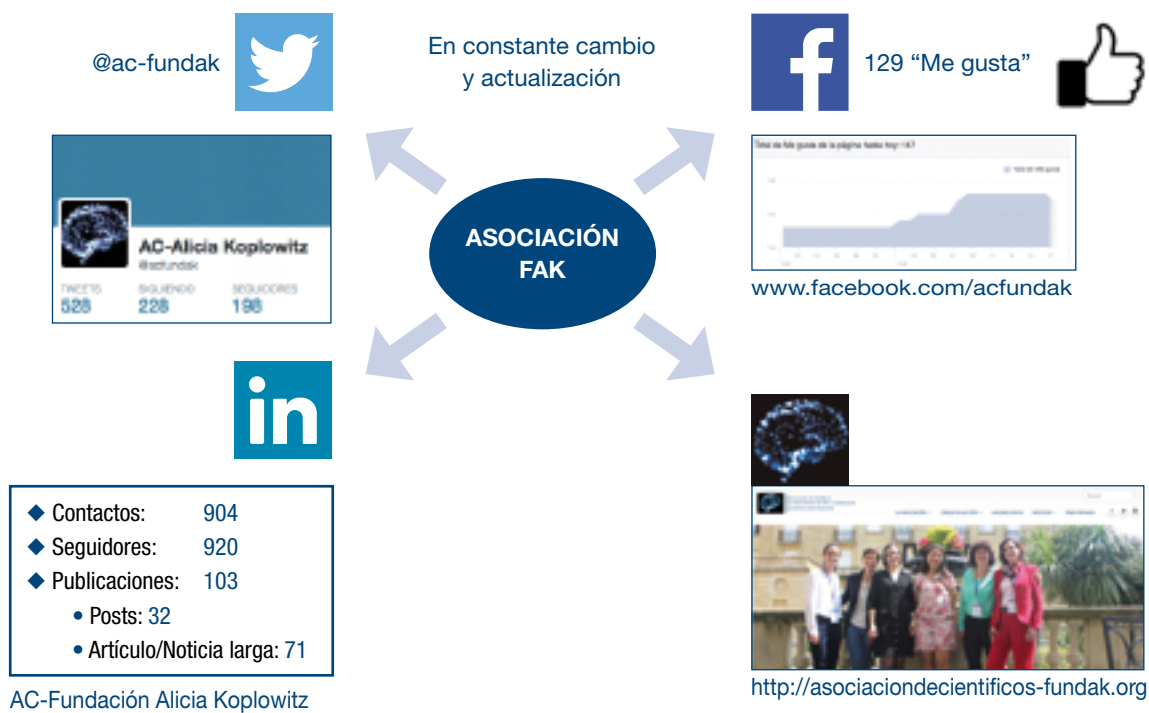 @ac-fundak
En constante cambio
y actualización
129 “Me gusta”
AC-Alicia Koplowitz
@acfundak
TWEETS SIGUIENDO SEGUIDORES
528 228 198
ASOCIACIÓN
FAK
www.facebook.com/acfundak
in
◆ Contactos: 904
◆ Seguidores: 920
◆ Publicaciones: 103
• Posts: 32
• Artículo/Noticia larga: 71
AC-Fundación Alicia Koplowitz
http://asociaciondecientificos-fundak.org